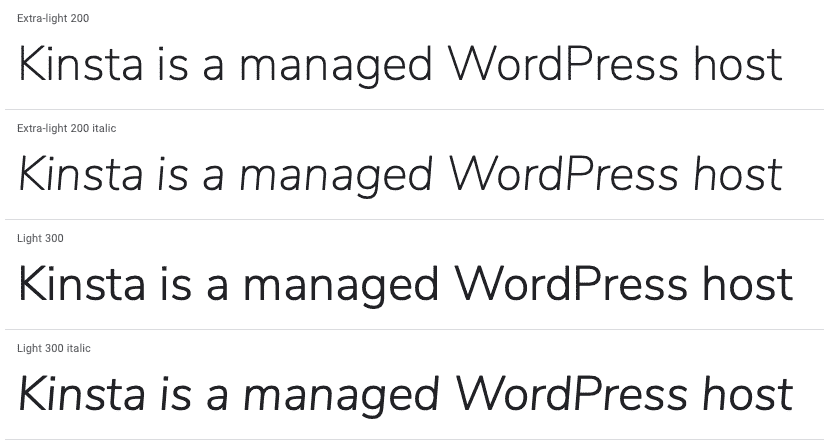 Extra-light 200
Kinsta is a managed WordPress host
Extra-light 200 italic
Kinsta is a managed WordPress host
Light 300
Kinsta is a managed WordPress host
Light 300 italic
Kinsta is a managed WordPress host